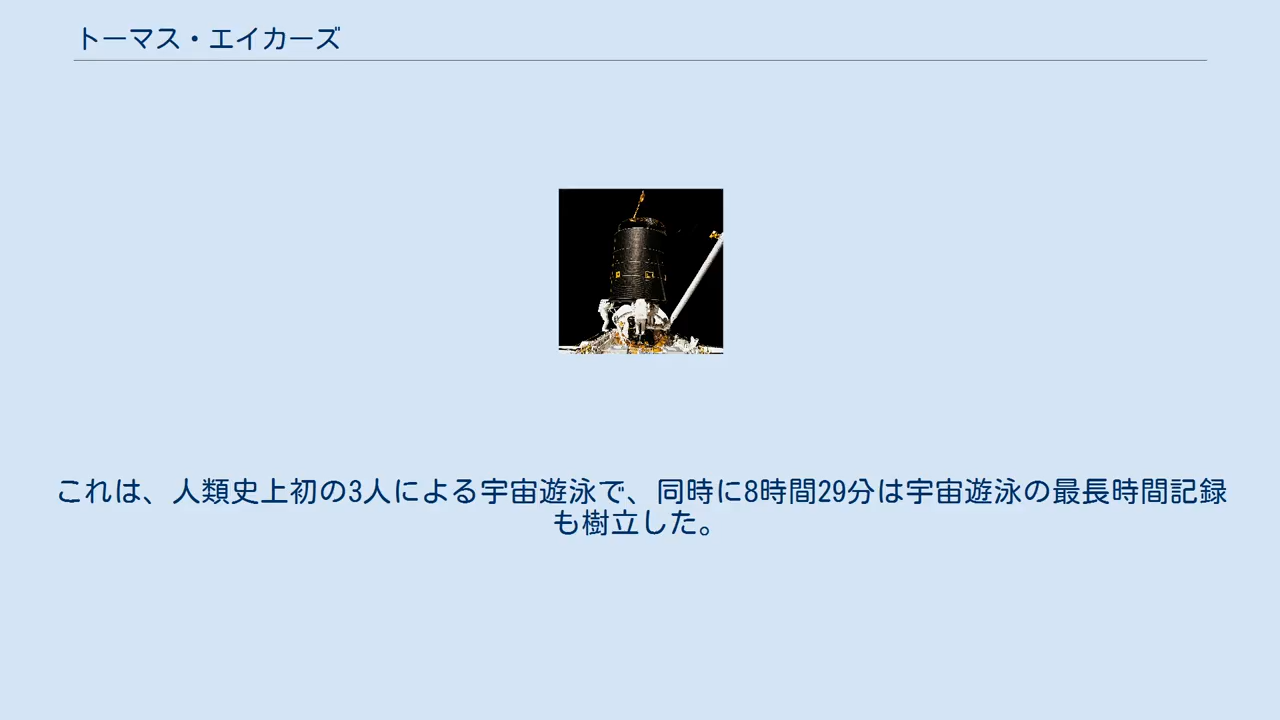 トーマス・エイカーズ
これは、人類史上初の3人による宇宙遊泳で、同時に8時間29分は宇宙遊泳の最長時間記録
も樹立した。